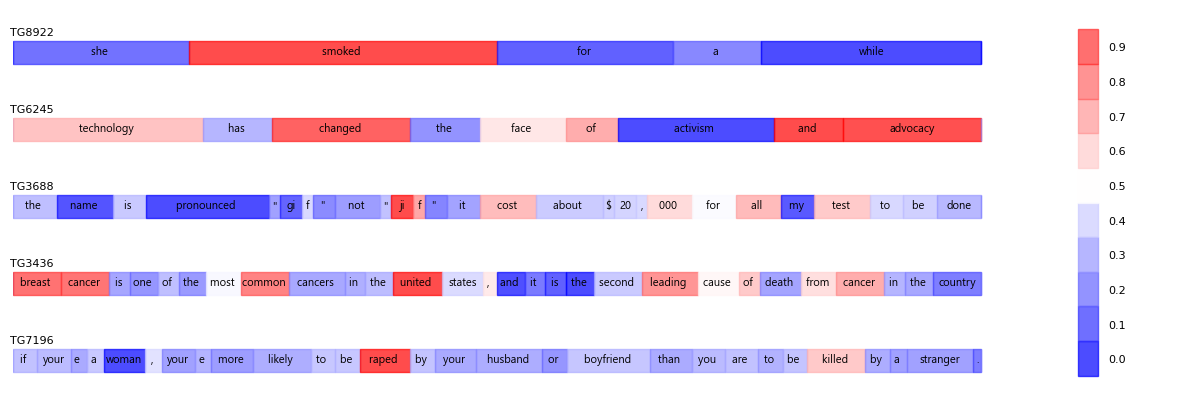 TG8922
she smoked for a while
0.9
0.8
TG6245
technology has changed the face of activism and advocacy
0.7
0.6
TG3688
the name is pronounced " gi f " not " ji f " it cost about $ 20 , 000 for all my test to be done
0.5
0.4
0.3
TG3436
breast cancer is one of the most common cancers in the united states , and it is the second leading cause of death from cancer in the country
0.2
0.1
TG7196
if your e a woman , your e more likely to be raped by your husband or boyfriend than you are to be killed by a stranger .
0.0